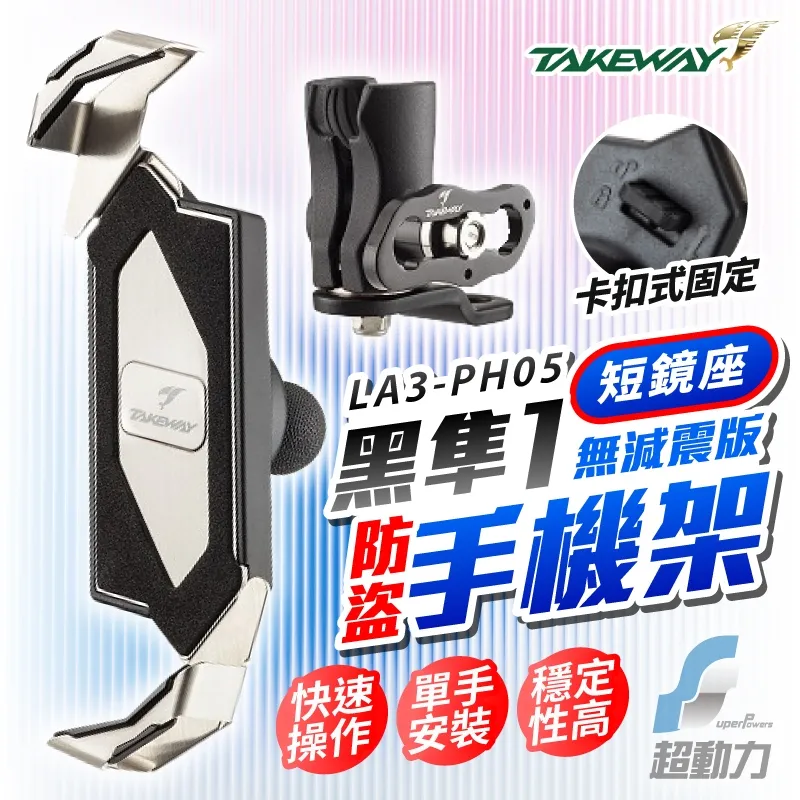 TAKEWAY
TAKEWAY
卡扣式固定
LA3-PH05
短鏡座
黑隼1
無減震版
TAKEWAY
防盜
手機架
快速
操作
單手
安裝
穩定
性高
SuperPowers
超動力